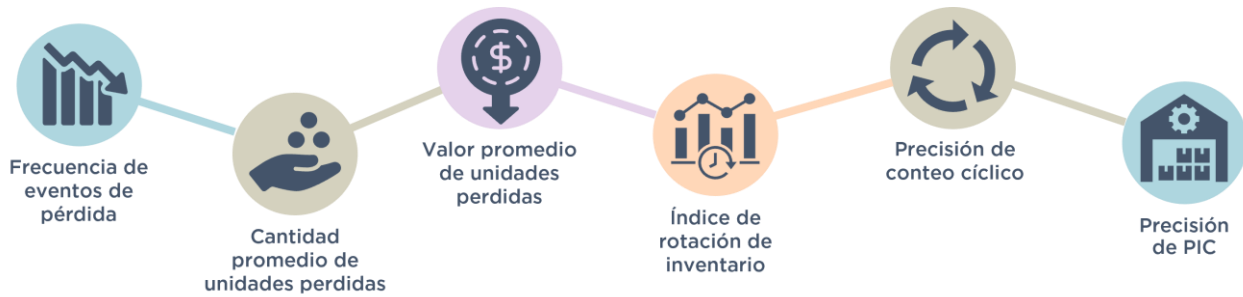 Frecuencia de
eventos de
pérdida
Cantidad
promedio de
unidades perdidas
$
Valor promedio
de unidades
perdidas
Índice de
rotación de
inventario
Precisión de
conteo cíclico
Precisión
de PIC